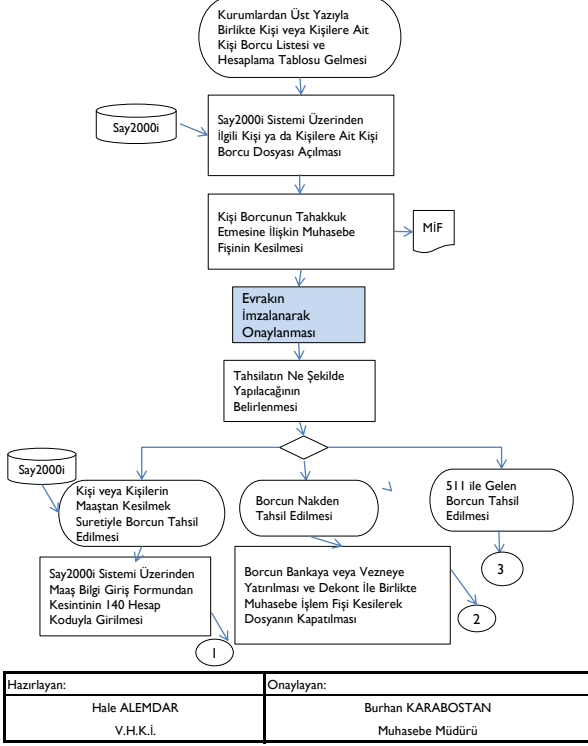 Kurumlardan Üst Yazıyla
Birlikte Kişi veya Kişilere Ait
Kişi Borcu Listesi ve
Hesaplama Tablosu Gelmesi
Say2000i
Say2000i Sistemi Üzerinden
İlgili Kişi ya da Kişilere Ait Kişi
Borcu Dosyası Açılması
Kişi Borcunun Tahakkuk
Etmesine İlişkin Muhasebe
Fişinin Kesilmesi
MİF
Evrakın
İmzalanarak
Onaylanması
Tahsilatın Ne Şekilde
Yapılacağının
Belirlenmesi
Say2000i
Kişi veya Kişilerin
Maaştan Kesilmek
Suretiyle Borcun Tahsil
Edilmesi
Borcun Nakden
Tahsil Edilmesi
511 ile Gelen
Borcun Tahsil
Edilmesi
Say2000i Sistemi Üzerinden
Maaş Bilgi Giriş Formundan
Kesintinin 140 Hesap
Koduyla Girilmesi
Borcun Bankaya veya Vezneye
Yatırılması ve Dekont İle Birlikte
Muhasebe İşlem Fişi Kesilerek
Dosyanın Kapatılması
3
2
1
Hazırlayan:
Onaylayan:
Hale ALEMDAR
Burhan KARABOSTAN
V.H.K.İ.
Muhasebe Müdürü